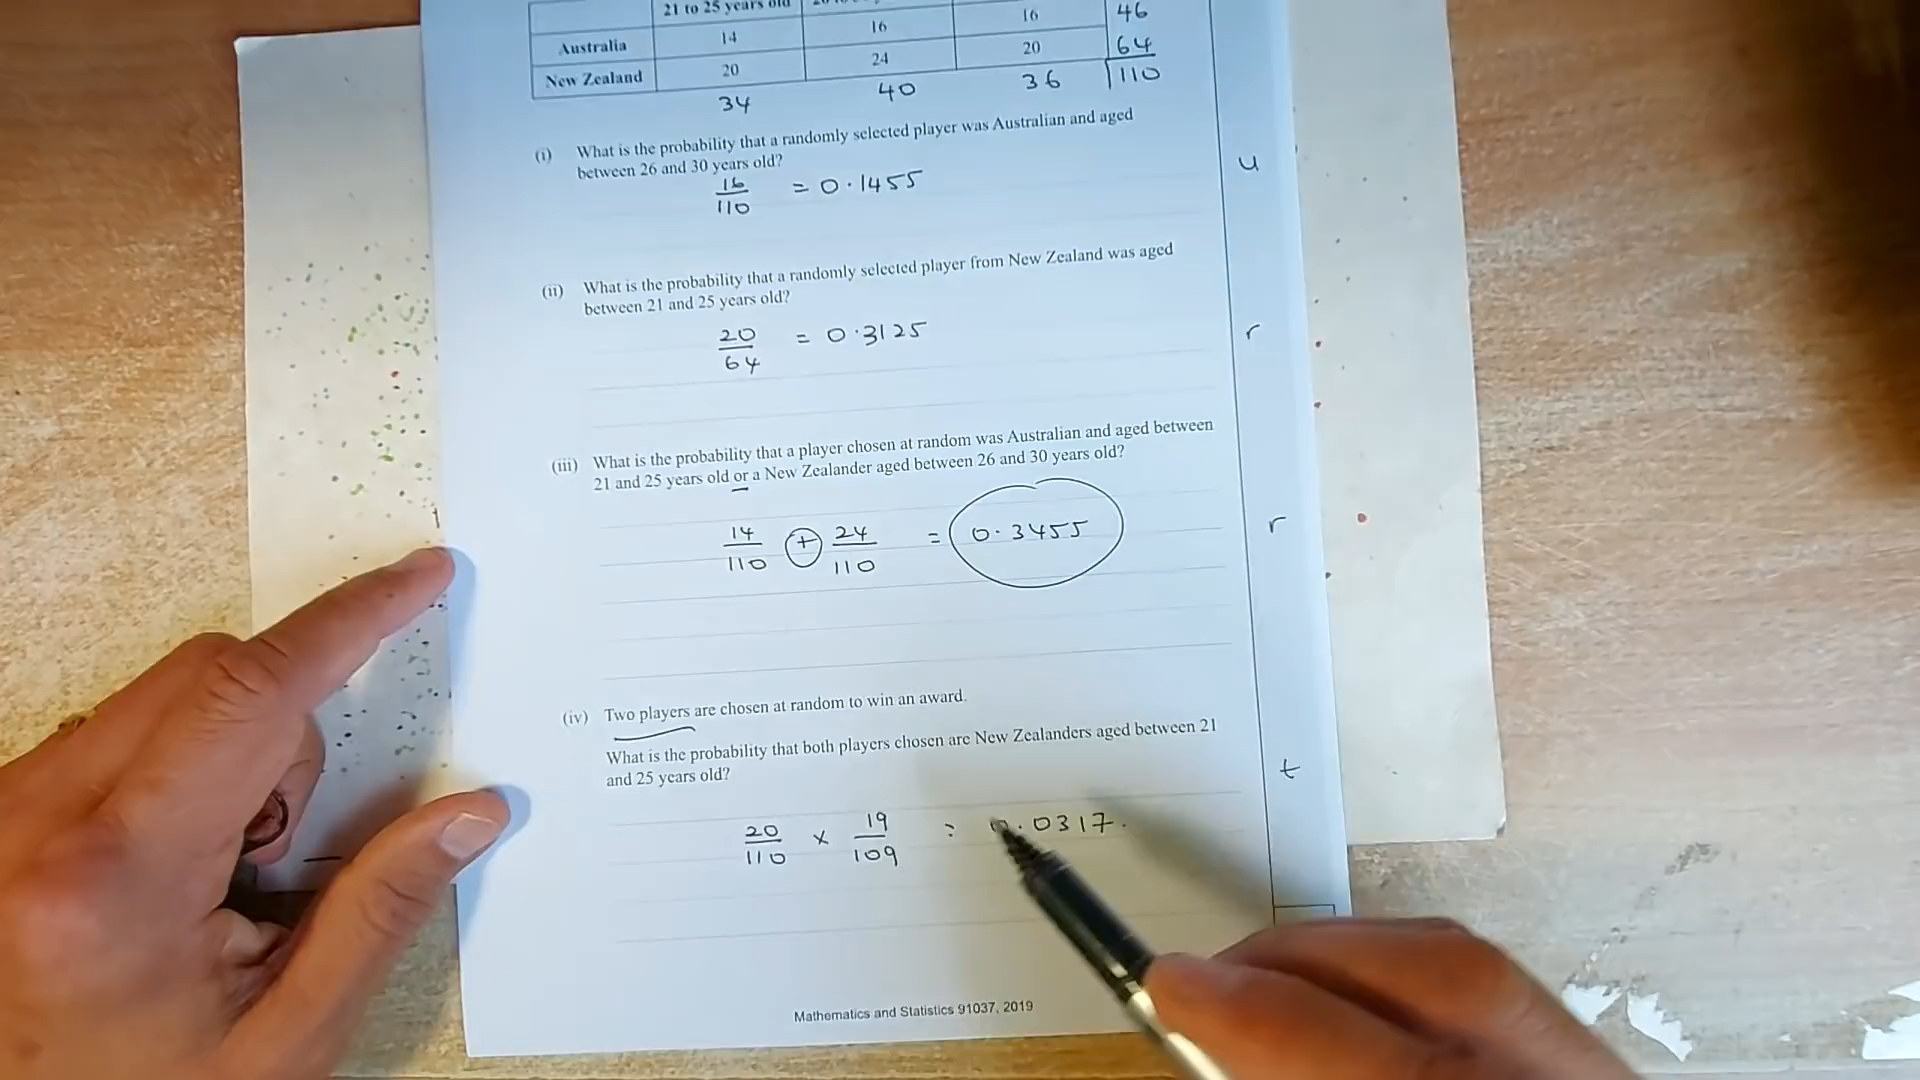 21 to 25 years old
16 46
Australia 14 16 64
New Zealand 20 24 20
34 40 36 110
(i) What is the probability that a randomly selected player was Australian and aged
between 26 and 30 years old?
u
16/110 = 0.1455
(ii) What is the probability that a randomly selected player from New Zealand was aged
between 21 and 25 years old?
20/64 = 0.3125
r
(iii) What is the probability that a player chosen at random was Australian and aged between
21 and 25 years old or a New Zealander aged between 26 and 30 years old?
14/110 + 24/110 = 0.3455
r
(iv) Two players are chosen at random to win an award.
What is the probability that both players chosen are New Zealanders aged between 21
and 25 years old?
t
20/110 x 19/109 = 0.0317.
Mathematics and Statistics 91037, 2019